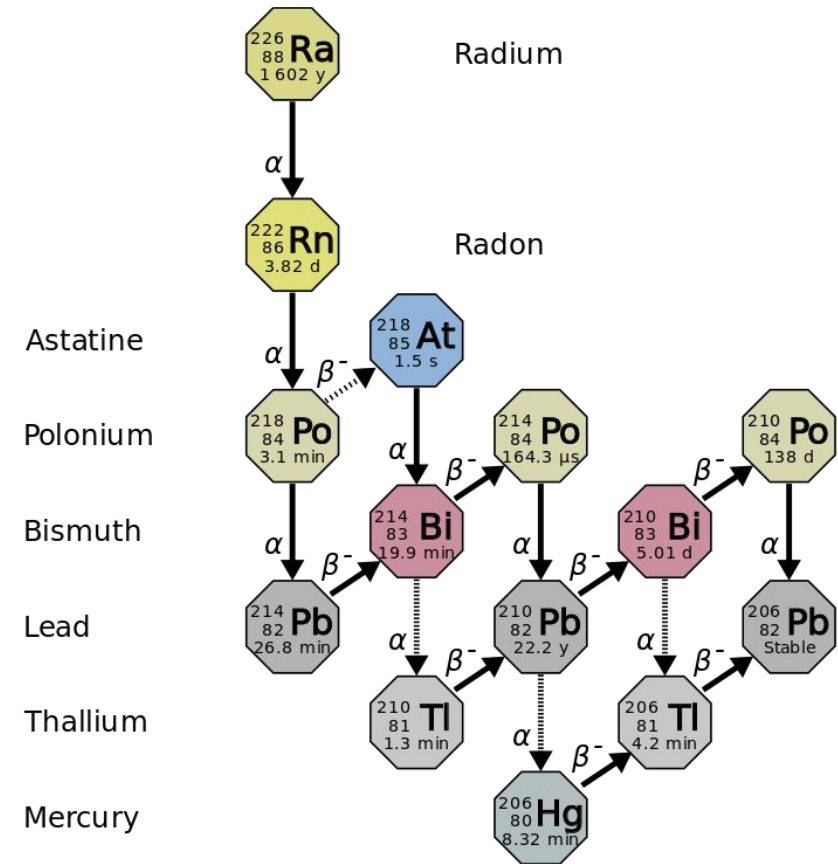 226
88 Ra
1 602 y
Radium
α
222
86 Rn
3.82 d
Radon
Astatine
218
85 At
1.5 s
α
β-
Polonium
218
84 Po
3.1 min
α
214
84 Po
164.3 µs
210
84 Po
138 d
β-
β-
Bismuth
214
83 Bi
19.9 min
210
83 Bi
5.01 d
α
β-
α
β-
α
Lead
214
82 Pb
26.8 min
210
82 Pb
22.2 y
206
82 Pb
Stable
α
β-
α
β-
Thallium
210
81 Tl
1.3 min
206
81 Tl
4.2 min
α
β-
Mercury
206
80 Hg
8.32 min